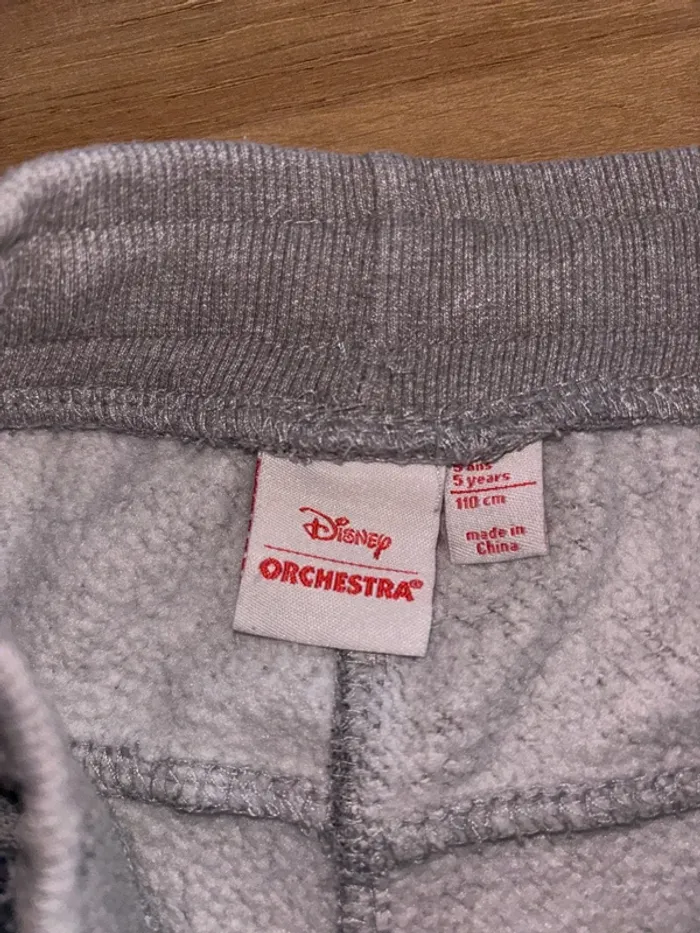 Disney
ORCHESTRA®
5 ans
5 years
110 cm
made in
China